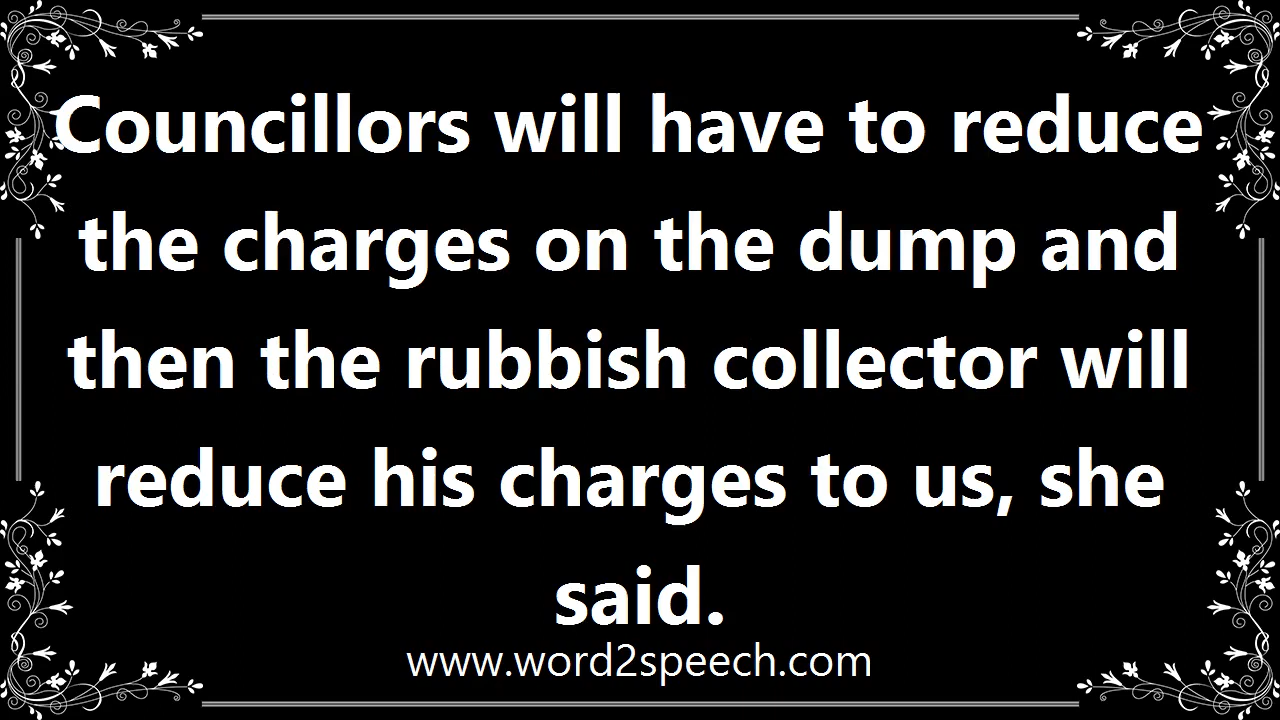 Councillors will have to reduce
the charges on the dump and
then the rubbish collector will
reduce his charges to us, she
said.
www.word2speech.com